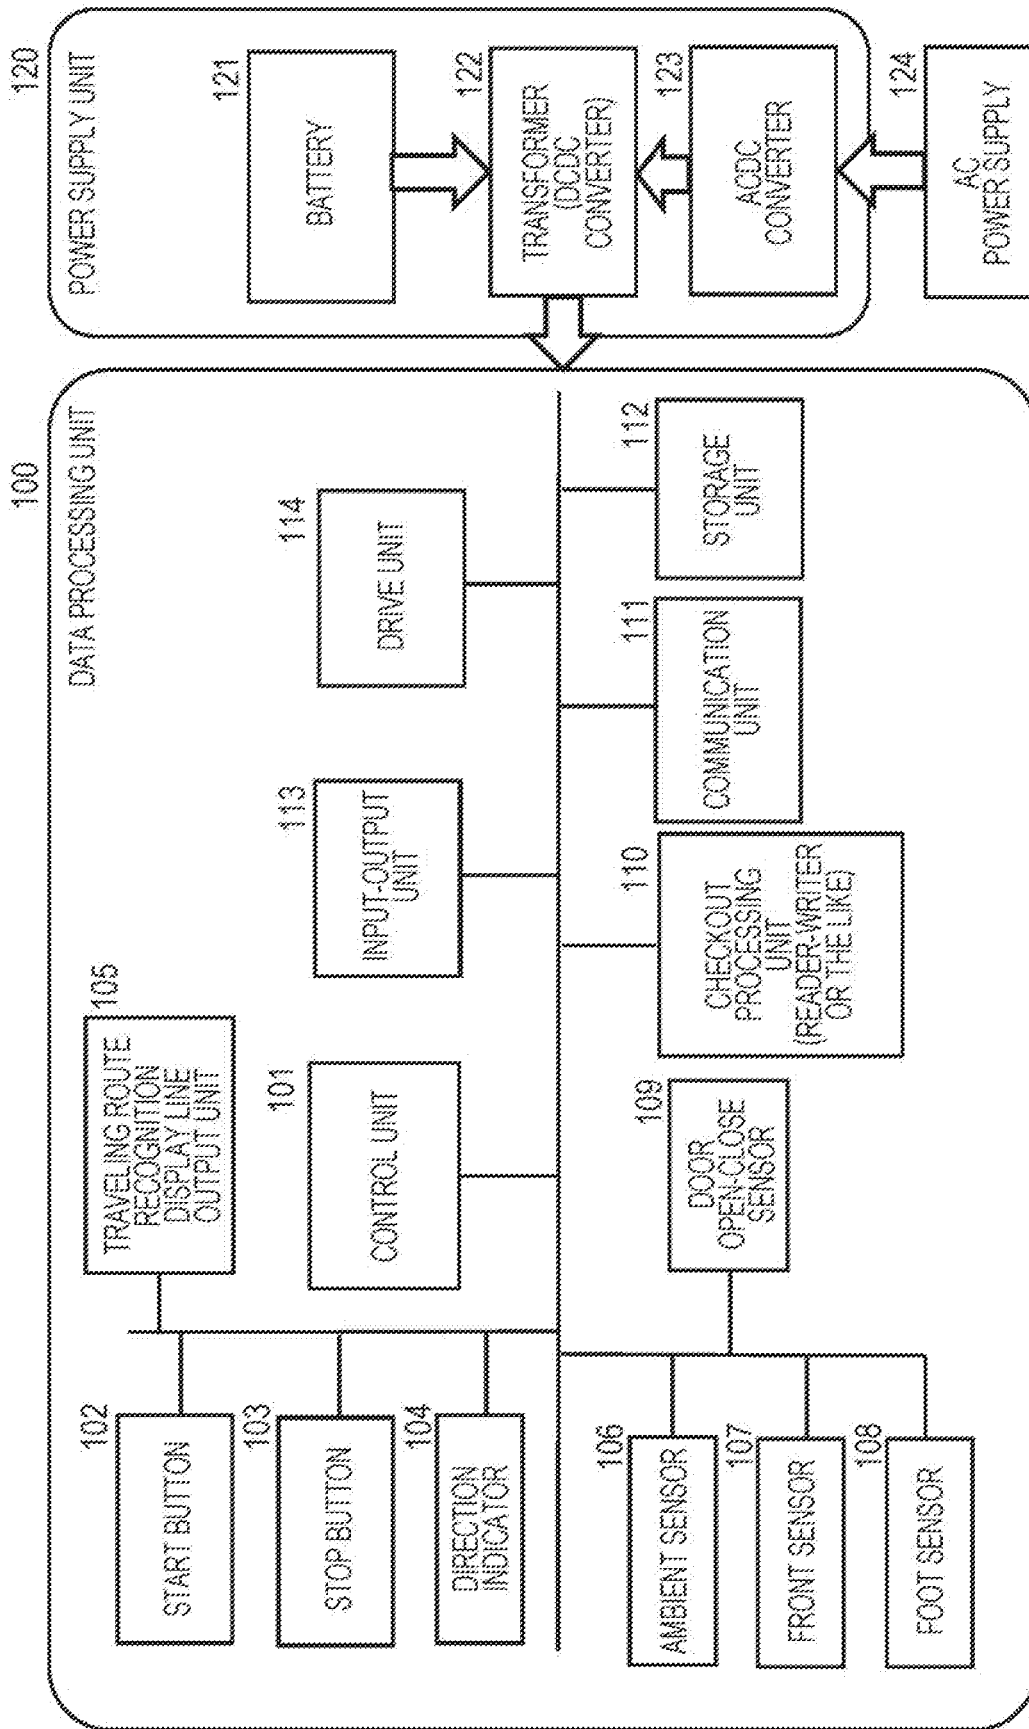 100
DATA PROCESSING UNIT
102
START BUTTON
103
STOP BUTTON
104
DIRECTION
INDICATOR
105
TRAVELING ROUTE
RECOGNITION
DISPLAY LINE
OUTPUT UNIT
101
CONTROL UNIT
113
INPUT-OUTPUT
UNIT
114
DRIVE UNIT
106
AMBIENT SENSOR
107
FRONT SENSOR
108
FOOT SENSOR
109
DOOR
OPEN-CLOSE
SENSOR
110
CHECKOUT
PROCESSING
UNIT
(READER-WRITER
OR THE LIKE)
111
COMMUNICATION
UNIT
112
STORAGE
UNIT
120
POWER SUPPLY UNIT
121
BATTERY
122
TRANSFORMER
(DCDC
CONVERTER)
123
ACDC
CONVERTER
124
AC
POWER SUPPLY